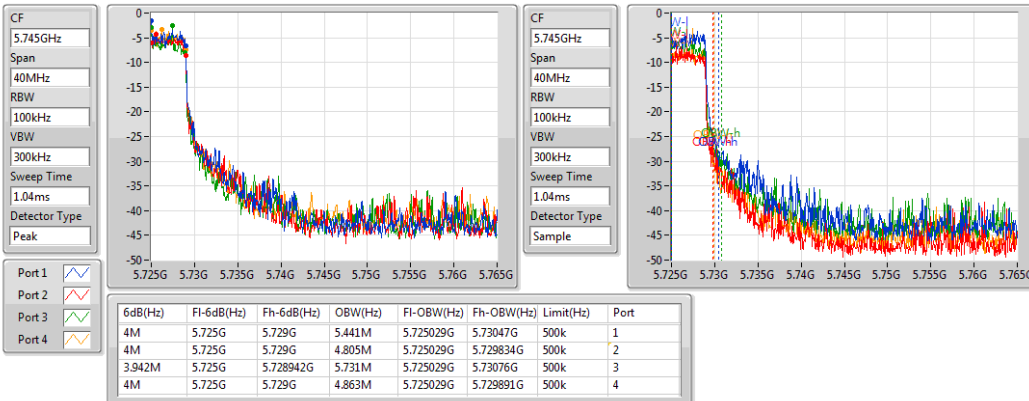 CF
5.745GHz
Span
40MHz
RBW
100kHz
VBW
300kHz
Sweep Time
1.04ms
Detector Type
Peak
0
-5
-10
-15
-20
-25
-30
-35
-40
-45
-50
5.725G 5.73G 5.735G 5.74G 5.745G 5.75G 5.755G 5.76G 5.765G
CF
5.745GHz
Span
40MHz
RBW
100kHz
VBW
300kHz
Sweep Time
1.04ms
Detector Type
Sample
0
-5
-10
-15
-20
-25
-30
-35
-40
-45
-50
5.725G 5.73G 5.735G 5.74G 5.745G 5.75G 5.755G 5.76G 5.765G
Port 1
Port 2
Port 3
Port 4
6dB(Hz) Fl-6dB(Hz) Fh-6dB(Hz) OBW(Hz) Fl-OBW(Hz) Fh-OBW(Hz) Limit(Hz) Port
4M 5.725G 5.729G 5.441M 5.725029G 5.73047G 500k 1
4M 5.725G 5.729G 4.805M 5.725029G 5.729834G 500k 2
3.942M 5.725G 5.728942G 5.731M 5.725029G 5.73076G 500k 3
4M 5.725G 5.729G 4.863M 5.725029G 5.729891G 500k 4